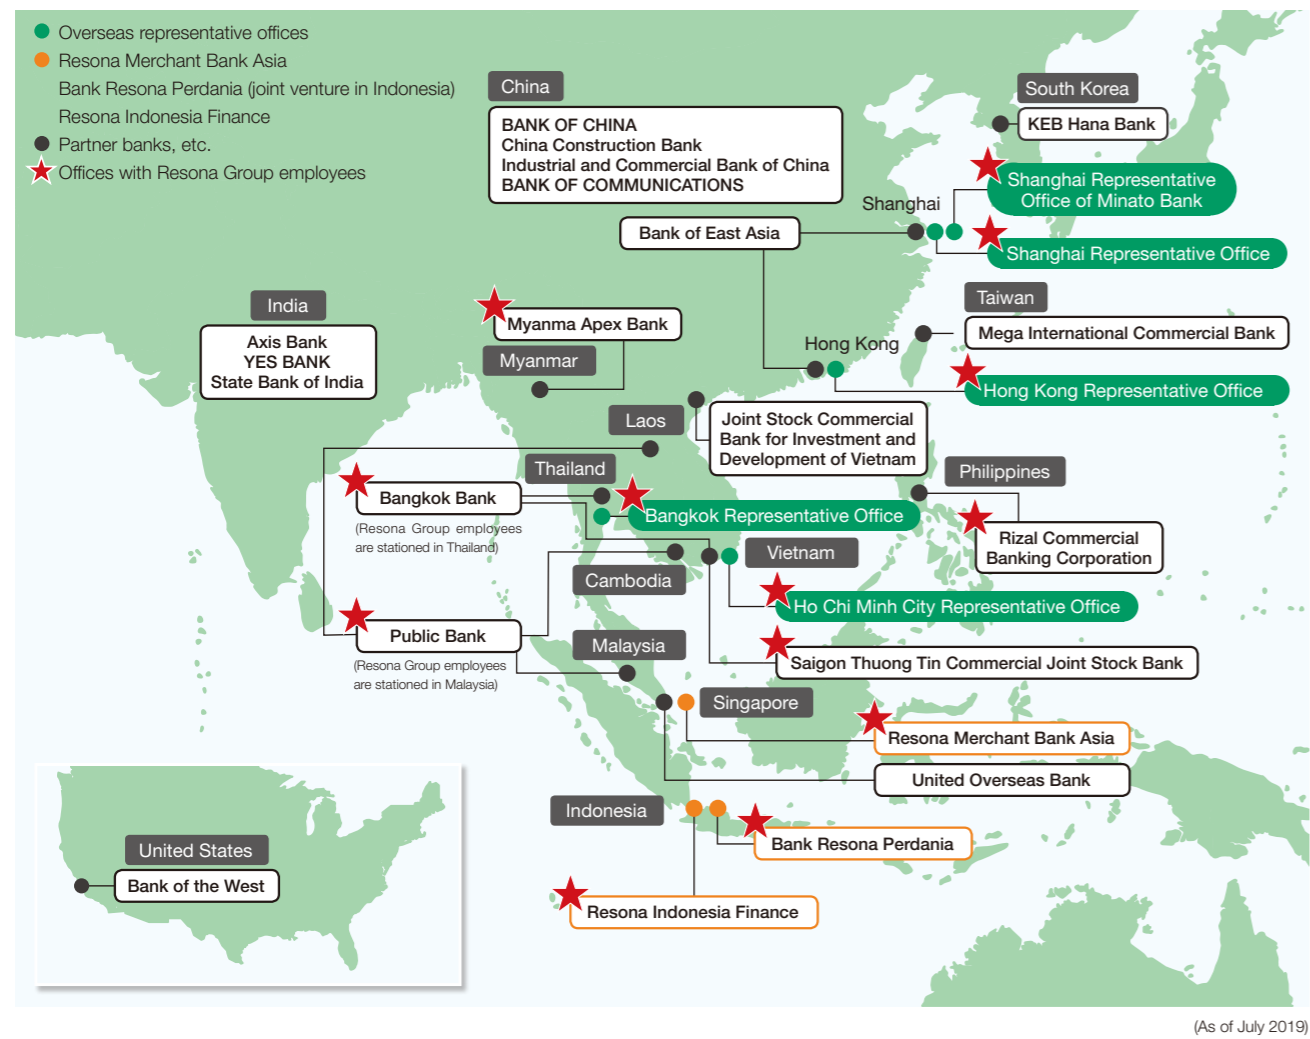 Overseas representative offices
Resona Merchant Bank Asia
Bank Resona Perdania (joint venture in Indonesia)
Resona Indonesia Finance
Partner banks, etc.
Offices with Resona Group employees
China
BANK OF CHINA
China Construction Bank
Industrial and Commercial Bank of China
BANK OF COMMUNICATIONS
South Korea
KEB Hana Bank
Shanghai Representative
Office of Minato Bank
Shanghai
Bank of East Asia
Shanghai Representative Office
India
Axis Bank
YES BANK
State Bank of India
Myanma Apex Bank
Myanmar
Taiwan
Mega International Commercial Bank
Hong Kong
Hong Kong Representative Office
Laos
Joint Stock Commercial
Bank for Investment and
Development of Vietnam
Thailand
Bangkok Bank
(Resona Group employees
are stationed in Thailand)
Bangkok Representative Office
Philippines
Rizal Commercial
Banking Corporation
Cambodia
Vietnam
Ho Chi Minh City Representative Office
Public Bank
(Resona Group employees
are stationed in Malaysia)
Malaysia
Saigon Thuong Tin Commercial Joint Stock Bank
Singapore
Resona Merchant Bank Asia
United Overseas Bank
Indonesia
Bank Resona Perdania
Resona Indonesia Finance
United States
Bank of the West
(As of July 2019)